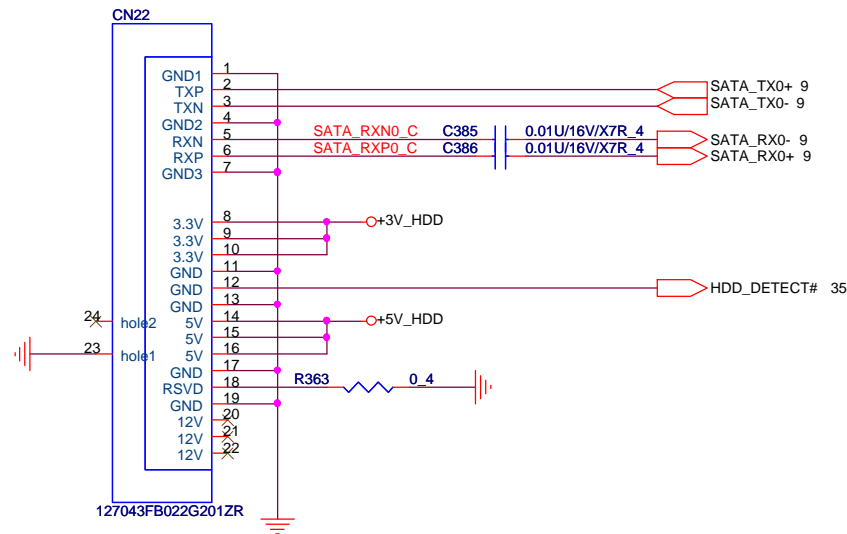 CN22
GND1 1
TXP 2 SATA_TX0+ 9
TXN 3 SATA_TX0- 9
GND2 4
RXN 5 SATA_RXN0_C C385 0.01U/16V/X7R_4 SATA_RX0- 9
RXP 6 SATA_RXP0_C C386 0.01U/16V/X7R_4 SATA_RX0+ 9
GND3 7
3.3V 8 +3V_HDD
3.3V 9
3.3V 10
GND 11
GND 12 HDD_DETECT# 35
GND 13
24 hole2 5V 14 +5V_HDD
5V 15
23 hole1 5V 16
GND 17
RSVD 18 R363 0_4
GND 19
12V 20
12V 21
12V 22
127043FB022G201ZR